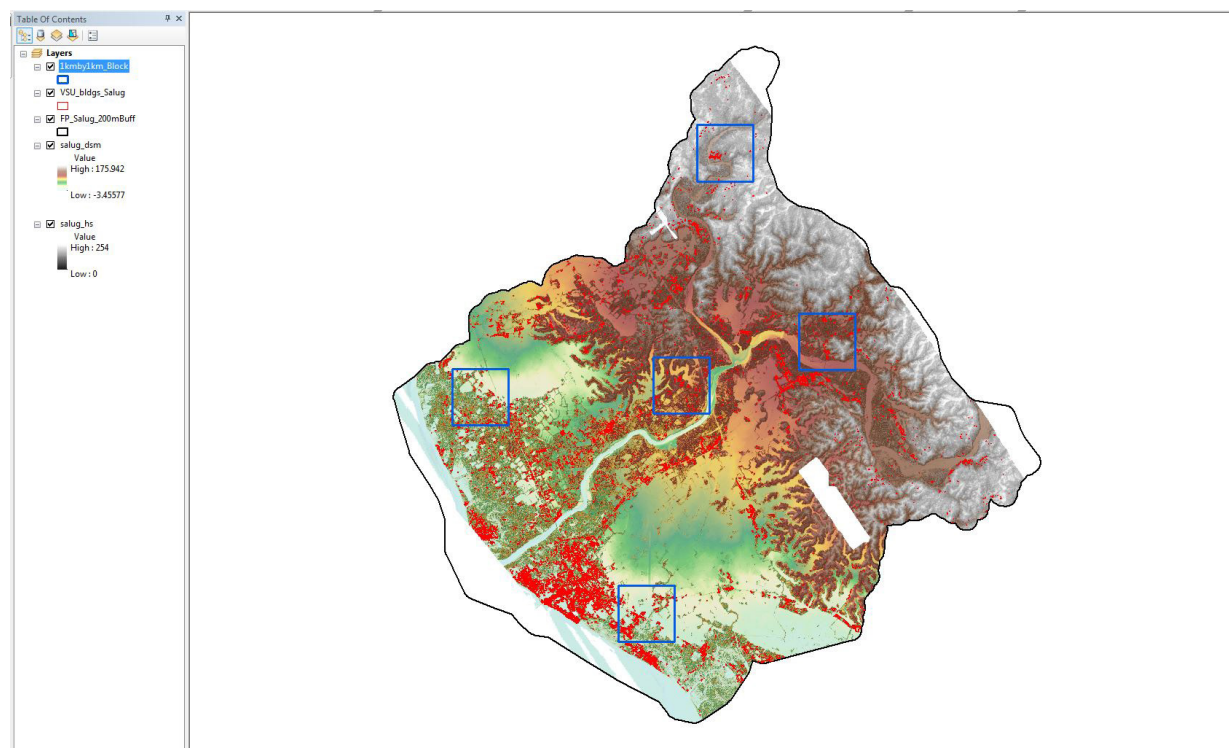 Table Of Contents
Layers
1kmby1km_Block
VSU_bldgs_Salug
FP_Salug_200mBuff
salug_dsm
Value
High : 175.942
Low : -3.45577
salug_hs
Value
High : 254
Low : 0